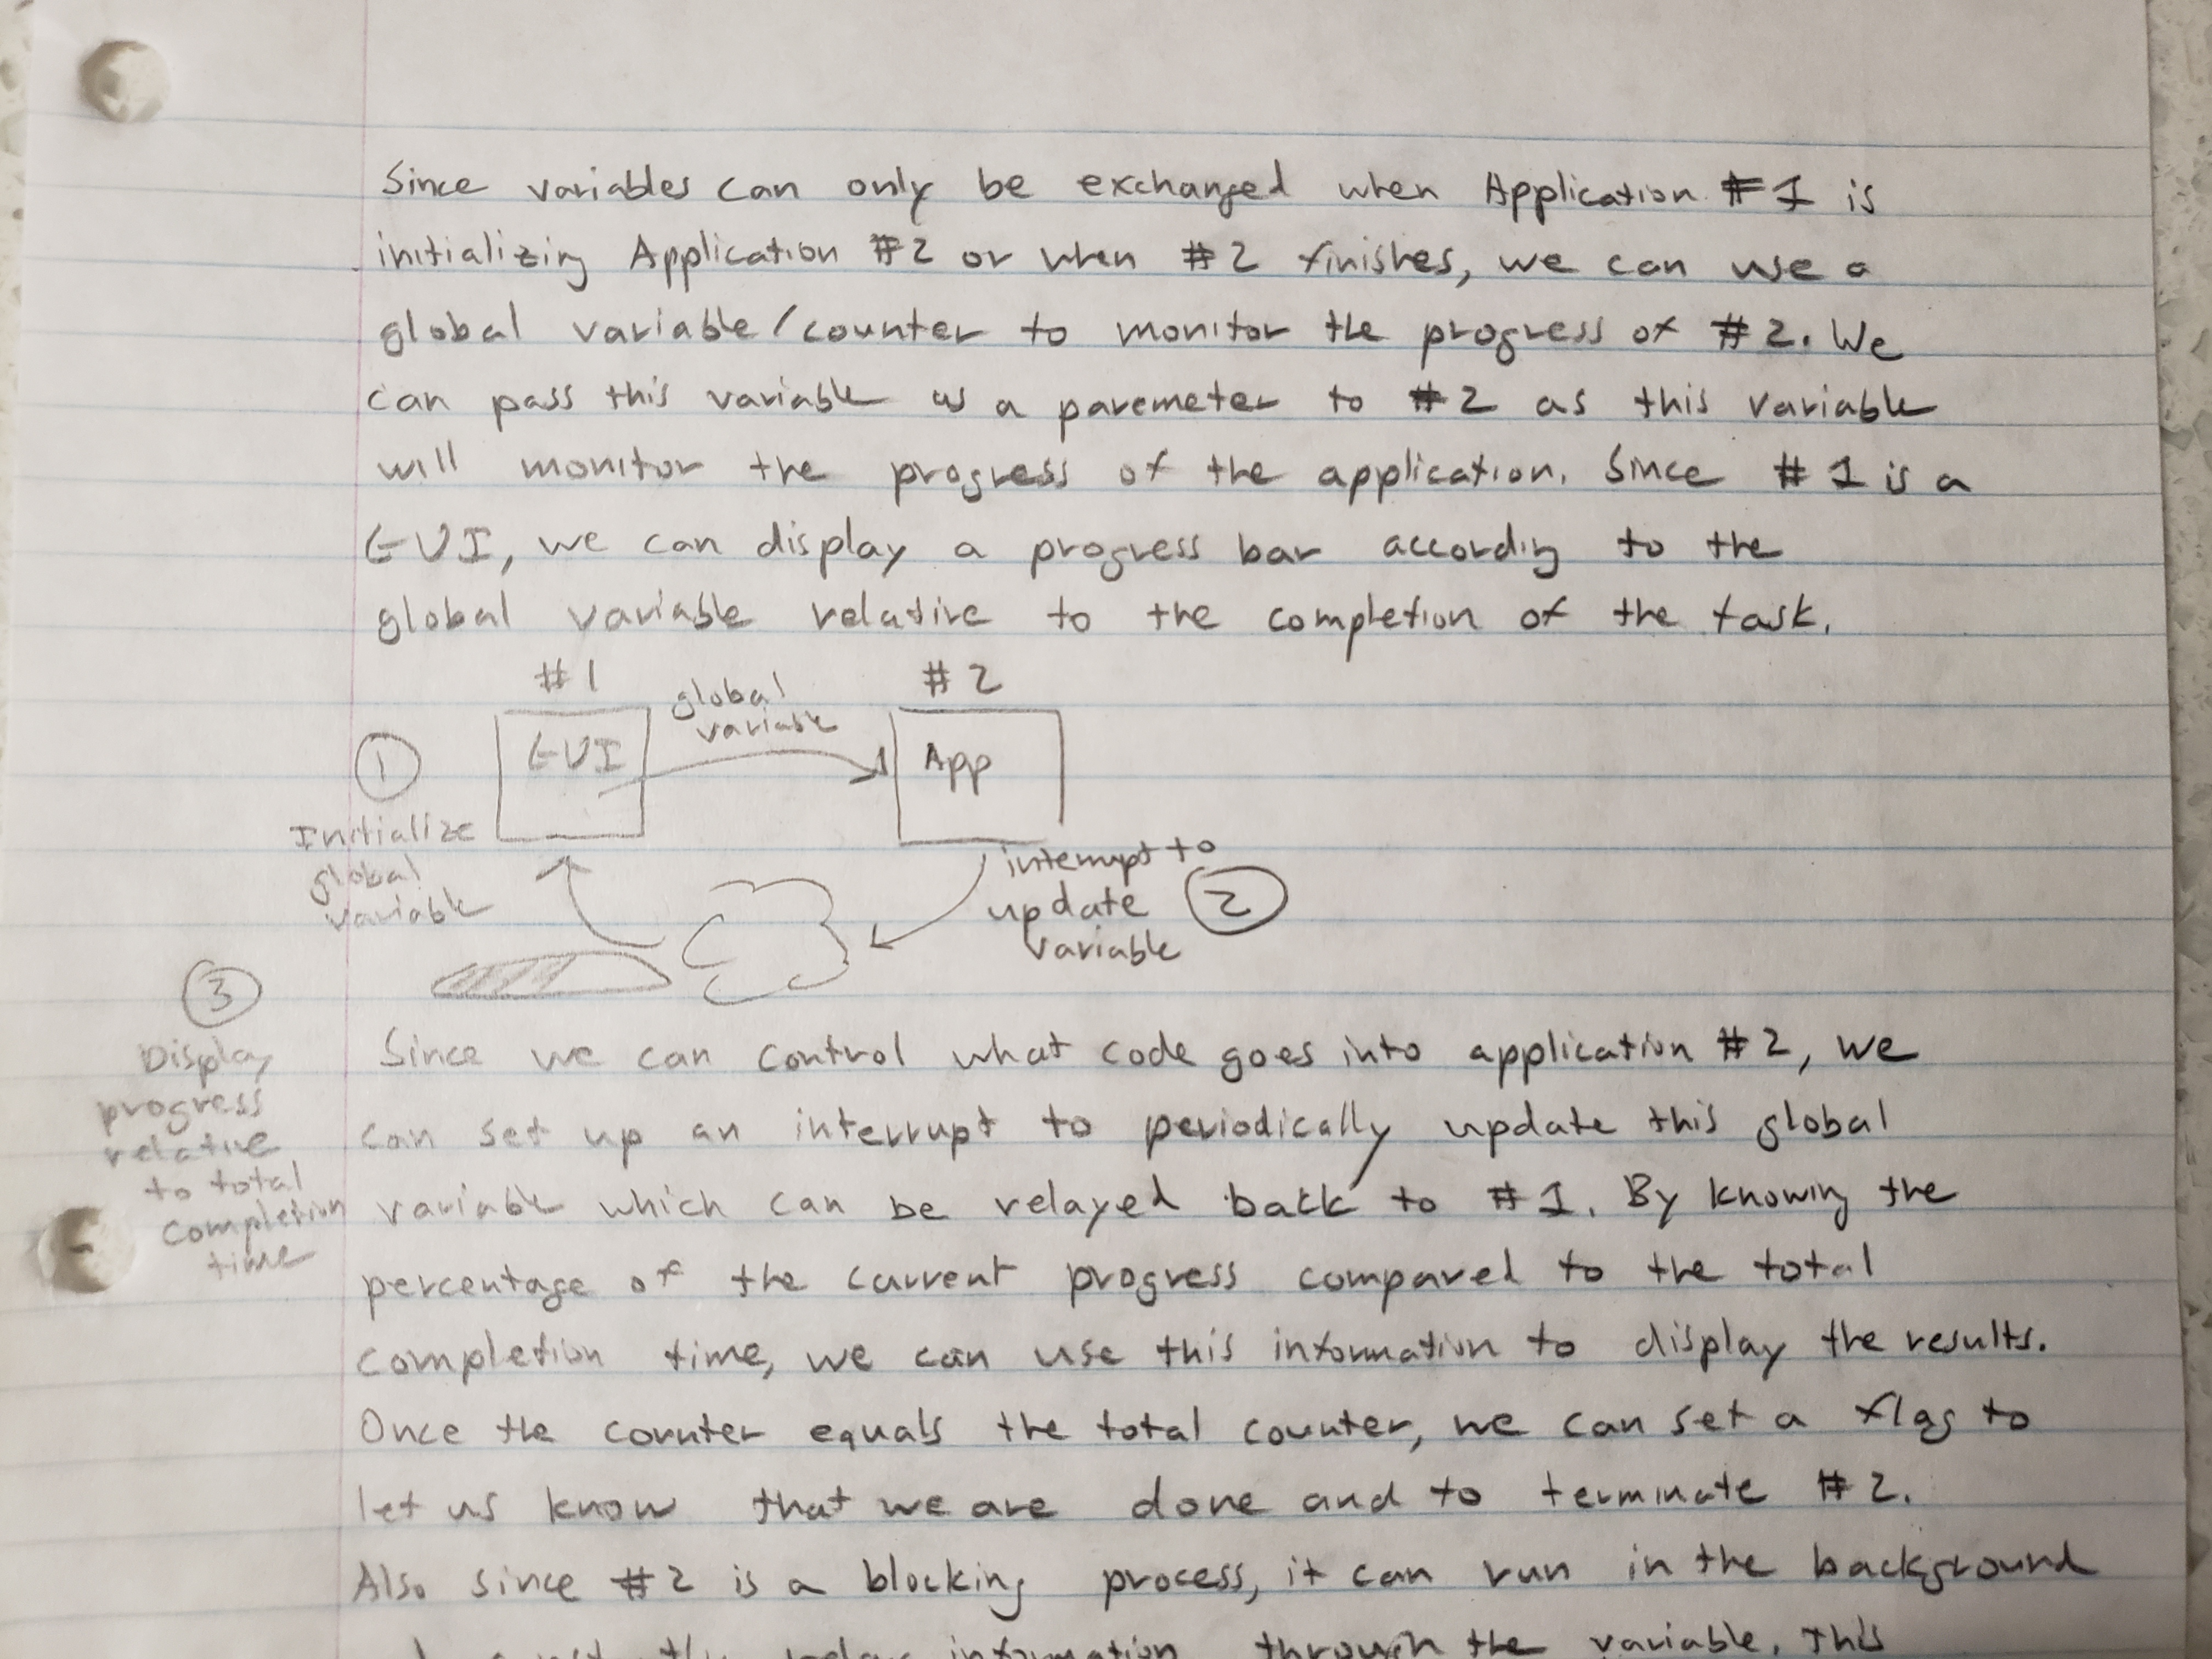 Since variables can only be exchanged when Application #1 is
initializing Application #2 or when #2 finishes, we can use a
global variable/counter to monitor the progress of #2. We
can pass this variable as a paremeter to #2 as this variable
will monitor the progress of the application. Since #1 is a
GUI, we can display a progress bar according to the
global variable relative to the completion of the task.
#1
global
variable
#2
1
GUI
App
Initialize
global
variable
interrupt to
update
variable
2
3
Display
progress
relative
to total
completion
time
Since we can control what code goes into application #2, we
can set up an interrupt to periodically update this global
variable which can be relayed back to #1. By knowing the
percentage of the current progress compared to the total
completion time, we can use this information to display the results.
Once the counter equals the total counter, we can set a flag to
let us know that we are done and to terminate #2.
Also since #2 is a blocking process, it can run in the background
information through the variable. This